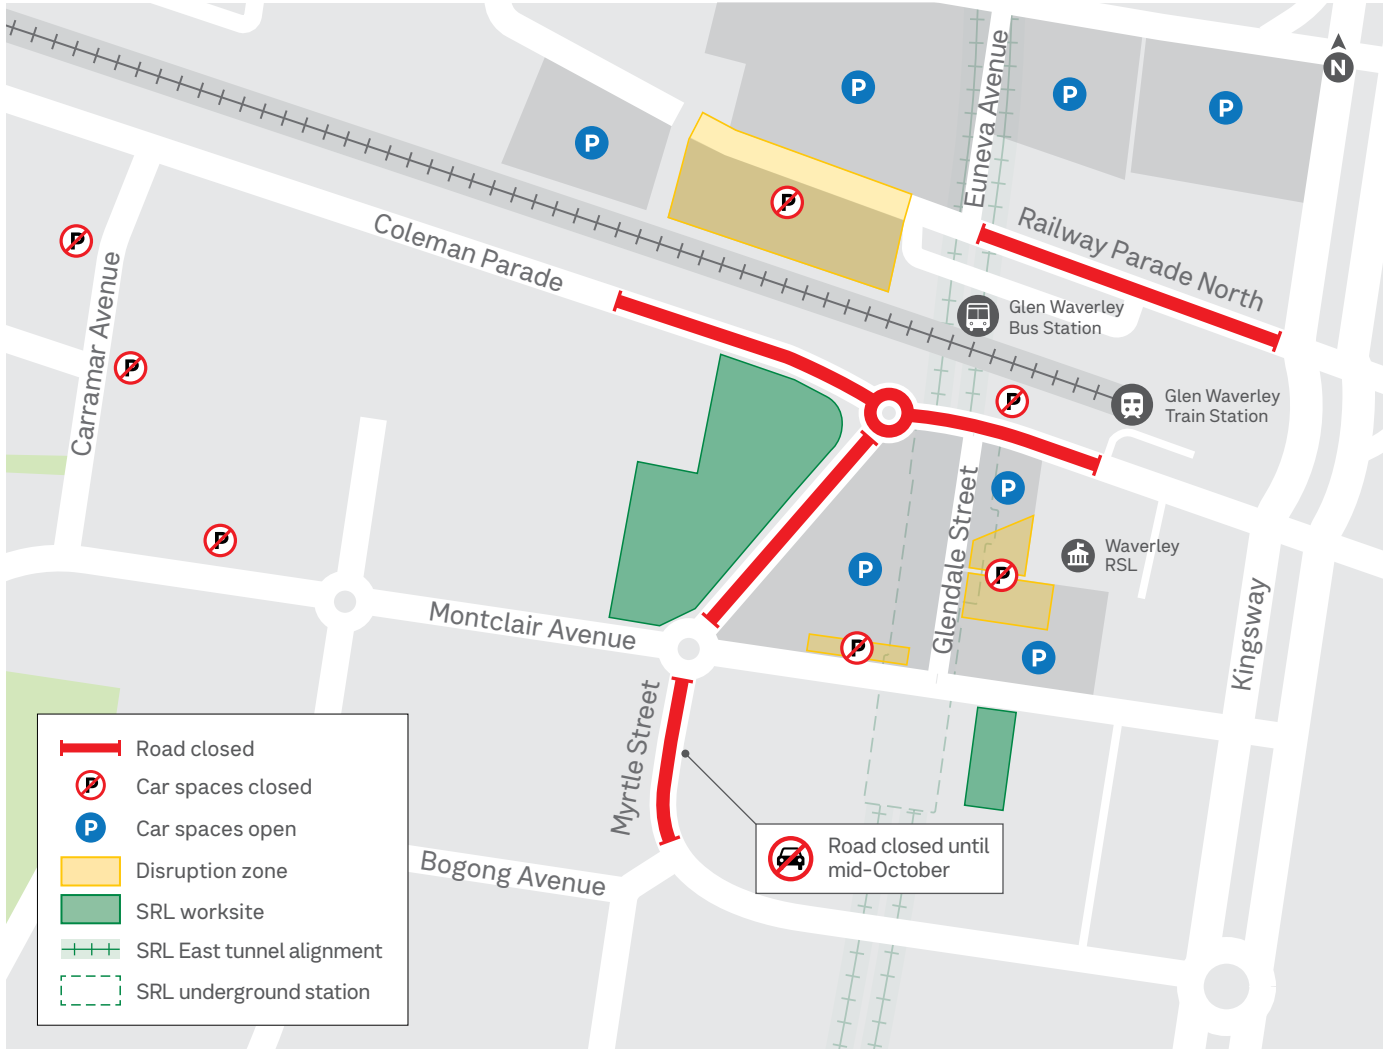 P
P
P
P
N
Euneva Avenue
P
Railway Parade North
Coleman Parade
P
Carramar Avenue
Glen Waverley
Bus Station
P
P
Glen Waverley
Train Station
P
Glendale Street
P
P
Waverley
RSL
P
P
Montclair Avenue
P
P
Kingsway
Myrtle Street
Road closed
P
Car spaces closed
P
Car spaces open
Disruption zone
SRL worksite
SRL East tunnel alignment
SRL underground station
Road closed until
mid-October
Bogong Avenue